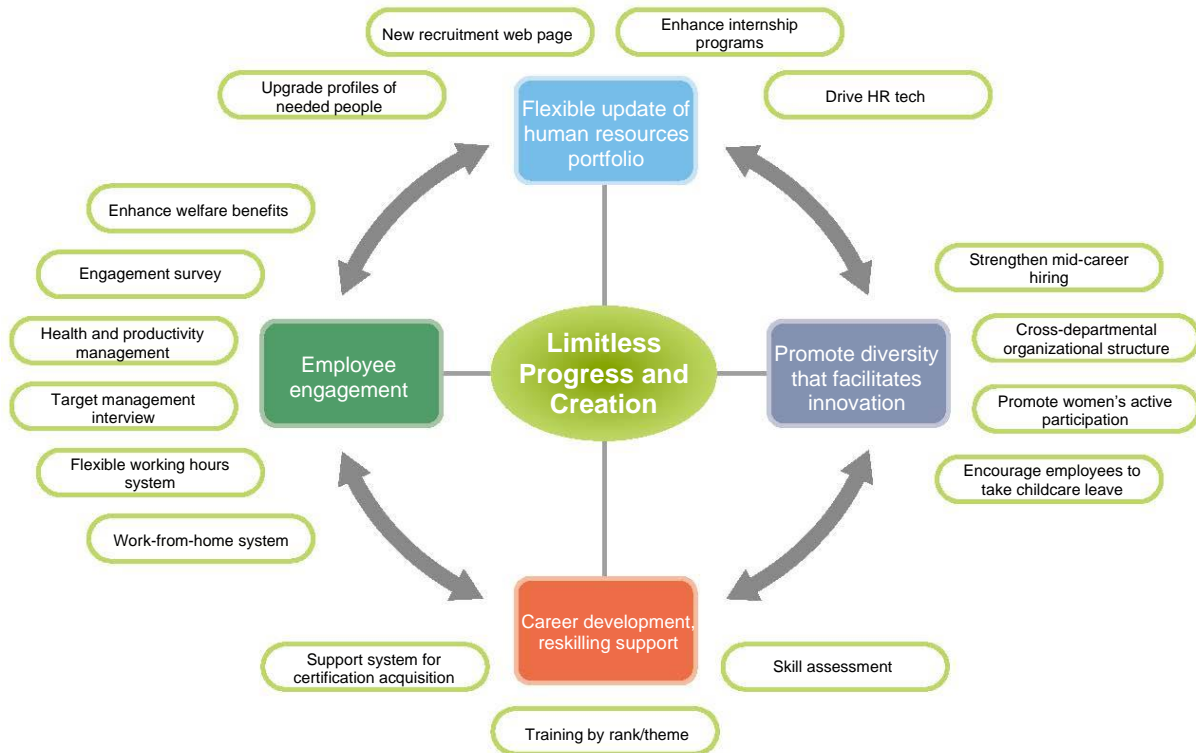 New recruitment web page
Enhance internship
programs
Upgrade profiles of
needed people
Flexible update of
human resources
portfolio
Drive HR tech
Enhance welfare benefits
Engagement survey
Health and productivity
management
Target management
interview
Flexible working hours
system
Work-from-home system
Employee
engagement
Limitless
Progress and
Creation
Promote diversity
that facilitates
innovation
Strengthen mid-career
hiring
Cross-departmental
organizational structure
Promote women’s active
participation
Encourage employees to
take childcare leave
Career development,
reskilling support
Support system for
certification acquisition
Skill assessment
Training by rank/theme